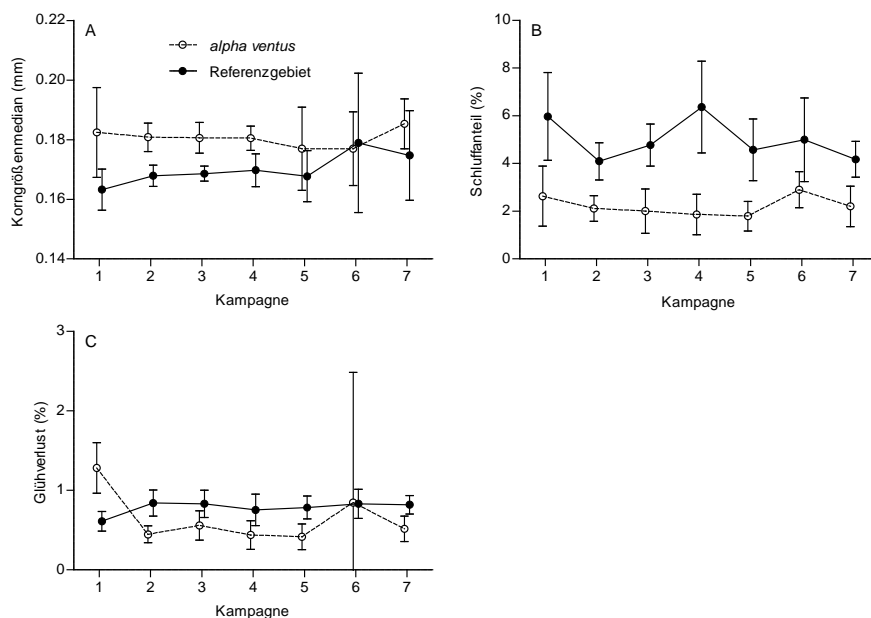 A
alpha ventus
Referenzgebiet
Korngrößenmedian (mm)
0.22
0.20
0.18
0.16
0.14
1 2 3 4 5 6 7
Kampagne
B
Schluffanteil (%)
10
8
6
4
2
0
1 2 3 4 5 6 7
Kampagne
C
Glühverlust (%)
3
2
1
0
1 2 3 4 5 6 7
Kampagne